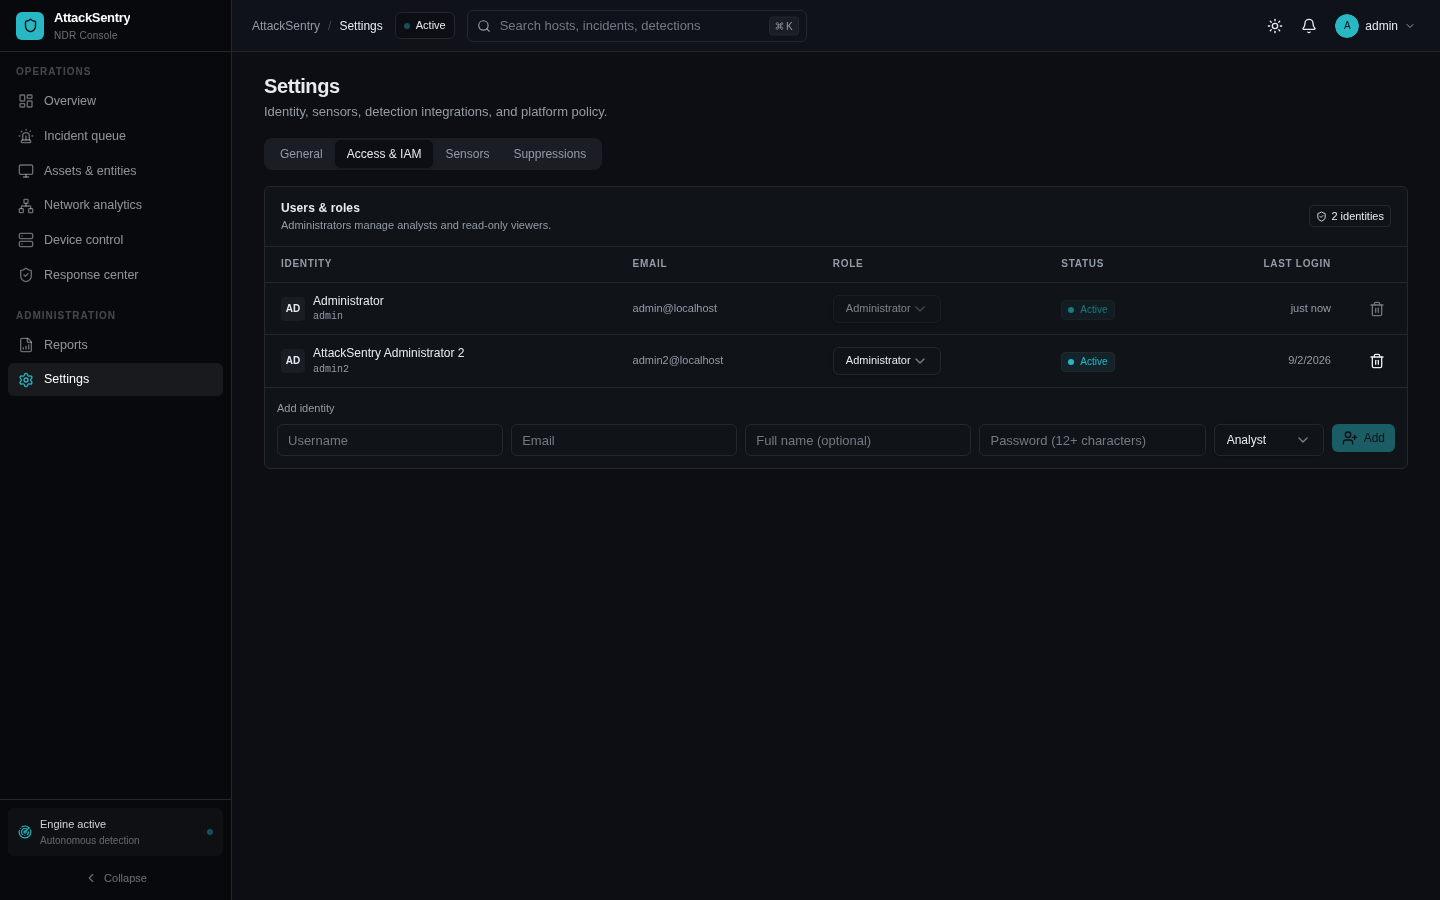 AttackSentry
NDR Console
AttackSentry / Settings
Active
Search hosts, incidents, detections
⌘K
A
admin
OPERATIONS
Overview
Incident queue
Assets & entities
Network analytics
Device control
Response center
ADMINISTRATION
Reports
Settings
Engine active
Autonomous detection
Collapse
Settings
Identity, sensors, detection integrations, and platform policy.
General Access & IAM Sensors Suppressions
Users & roles
Administrators manage analysts and read-only viewers.
2 identities
IDENTITY EMAIL ROLE STATUS LAST LOGIN
AD Administrator
admin
admin@localhost Administrator Active just now
AD AttackSentry Administrator 2
admin2
admin2@localhost Administrator Active 9/2/2026
Add identity
Username Email Full name (optional) Password (12+ characters) Analyst Add